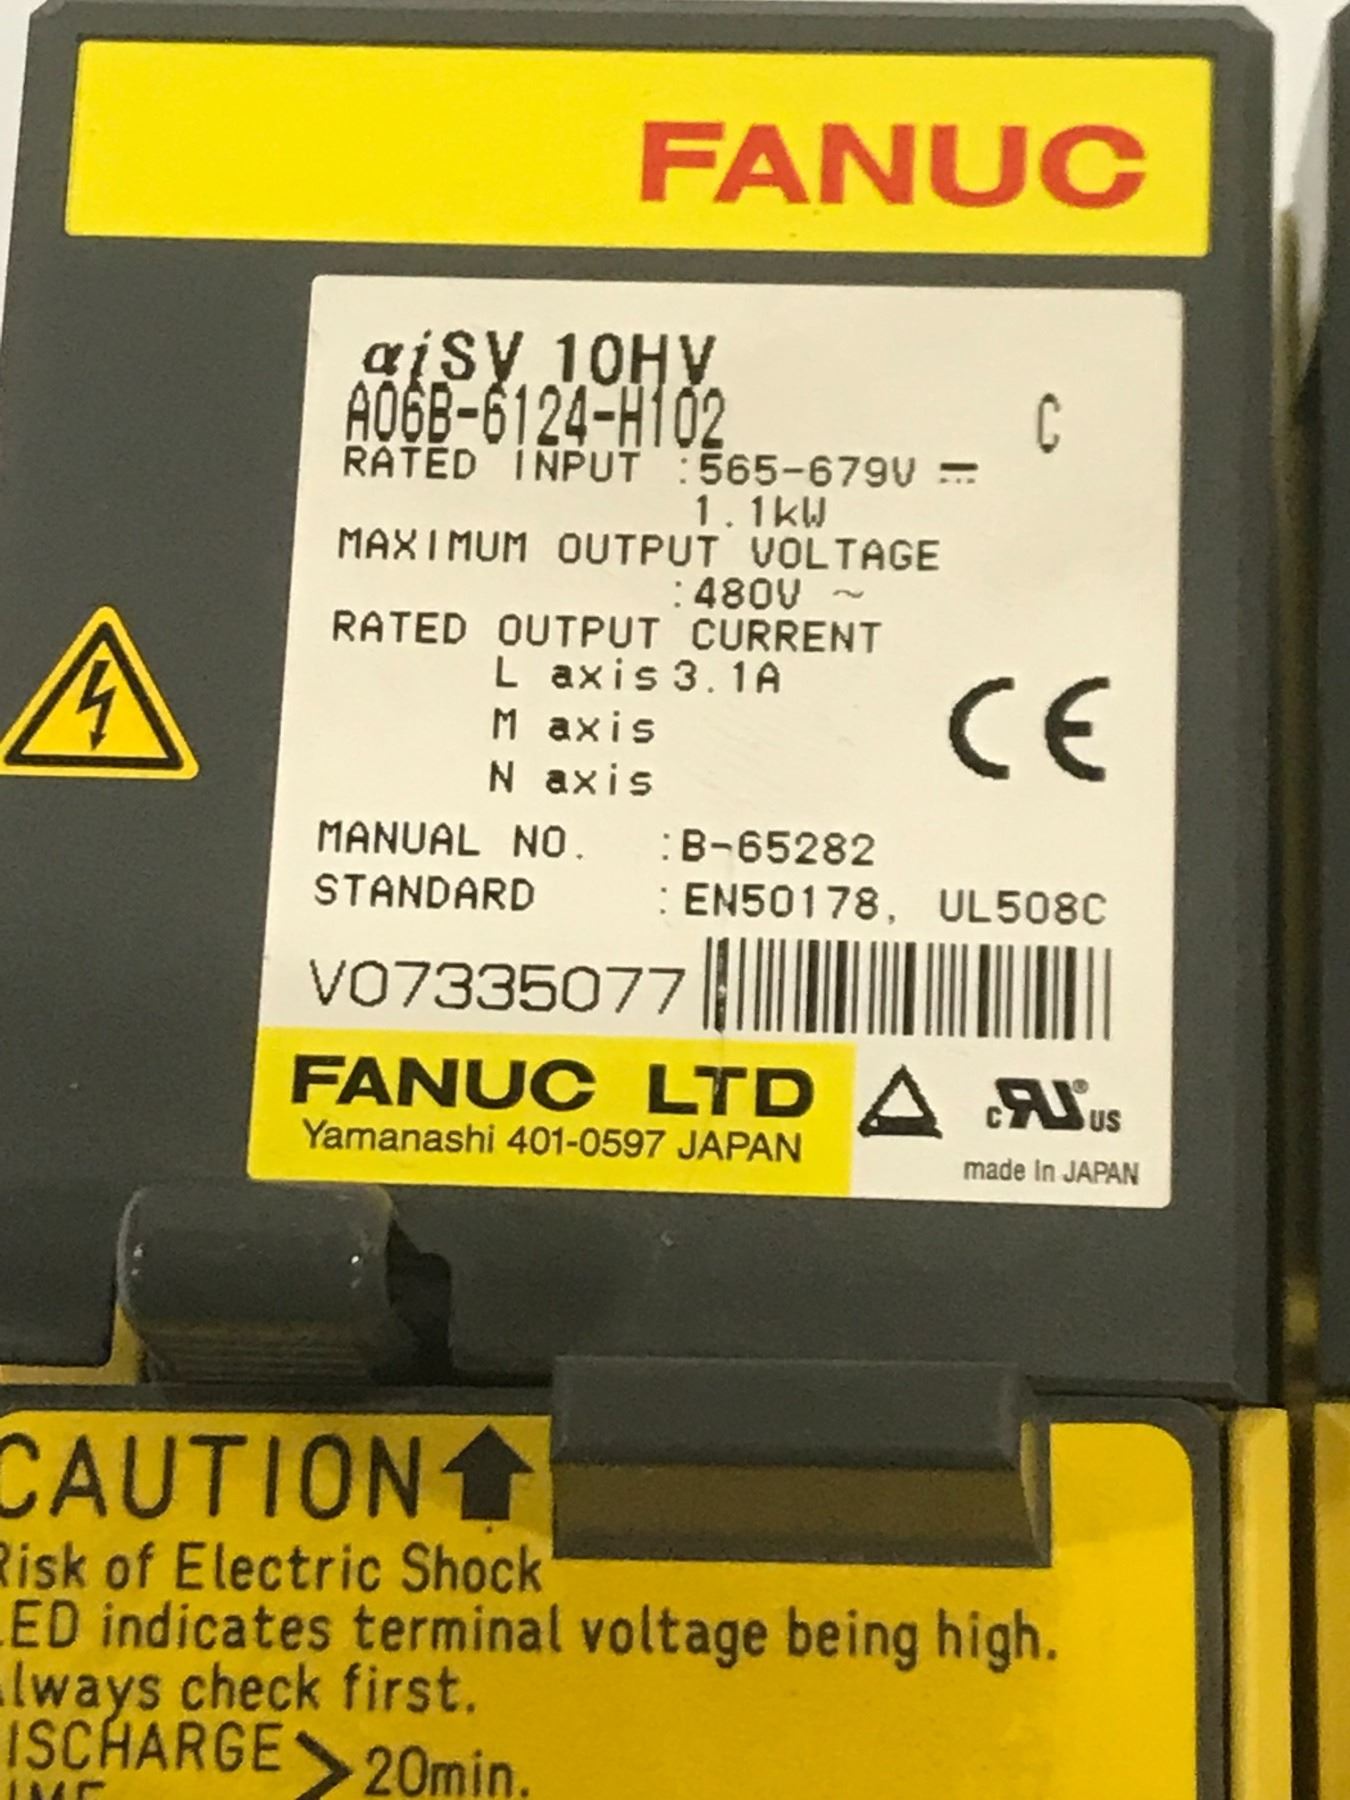 FANUC
αiSV 10HV
A06B-6124-H102 C
RATED INPUT :565-679V
1.1kW
MAXIMUM OUTPUT VOLTAGE
:480V ~
RATED OUTPUT CURRENT
L axis 3.1A
M axis
N axis
CE
MANUAL NO. :B-65282
STANDARD :EN50178, UL508C
V07335077
FANUC LTD
Yamanashi 401-0597 JAPAN
c RU ® US
made In JAPAN
CAUTION
Risk of Electric Shock
LED indicates terminal voltage being high.
Always check first.
DISCHARGE > 20min.